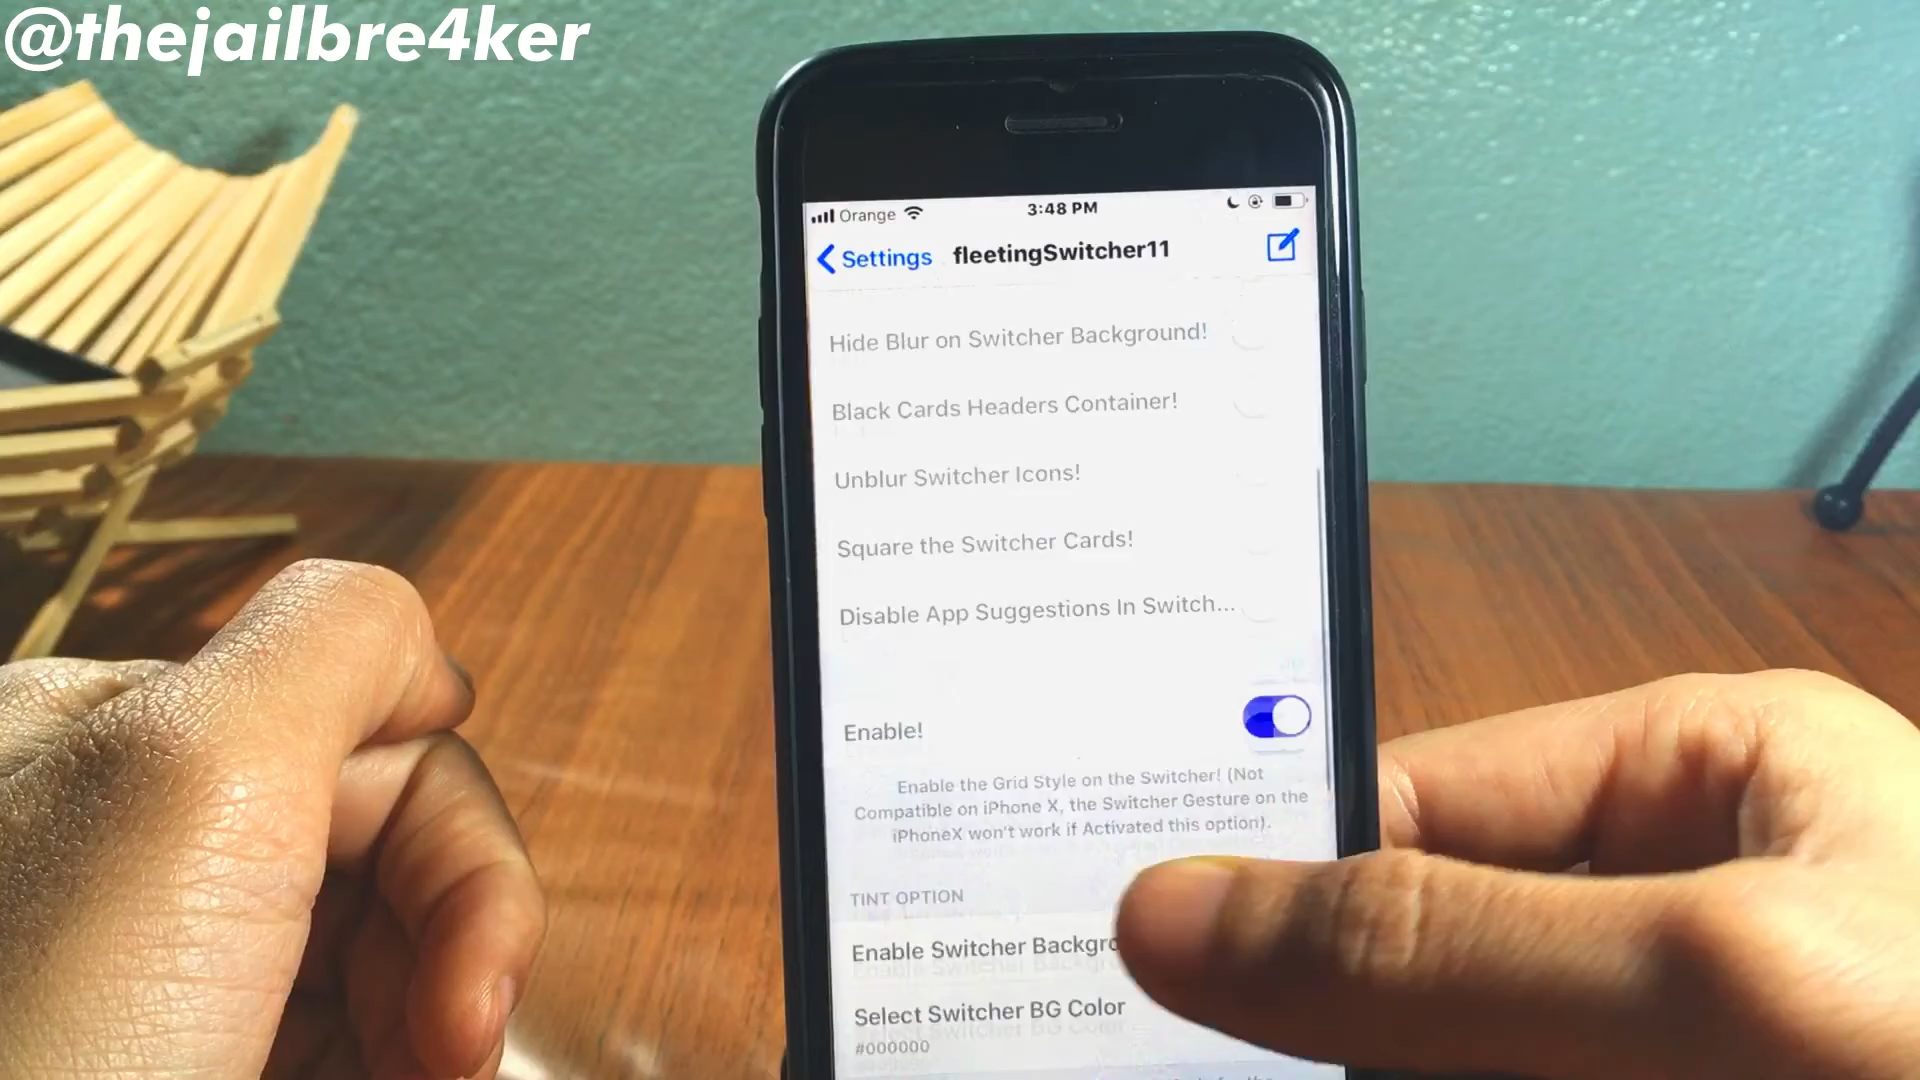 @thejailbre4ker
Orange
3:48 PM
Settings
fleetingSwitcher11
Hide Blur on Switcher Background!
Black Cards Headers Container!
Unblur Switcher Icons!
Square the Switcher Cards!
Disable App Suggestions In Switch...
Enable!
Enable the Grid Style on the Switcher! (Not
Compatible on iPhone X, the Switcher Gesture on the
iPhoneX won't work if Activated this option).
TINT OPTION
Enable Switcher Backgro
Select Switcher BG Color
#000000